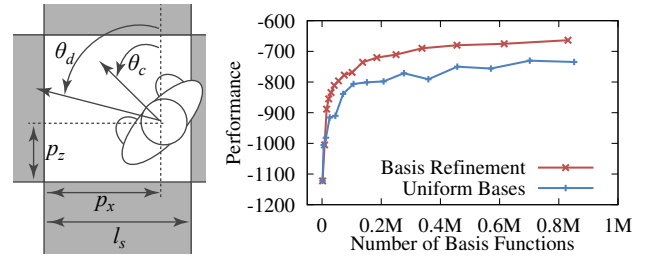 θd
θc
pz
px
ls
Performance
-600
-700
-800
-900
-1000
-1100
-1200
Basis Refinement
Uniform Bases
0 0.2M 0.4M 0.6M 0.8M 1M
Number of Basis Functions